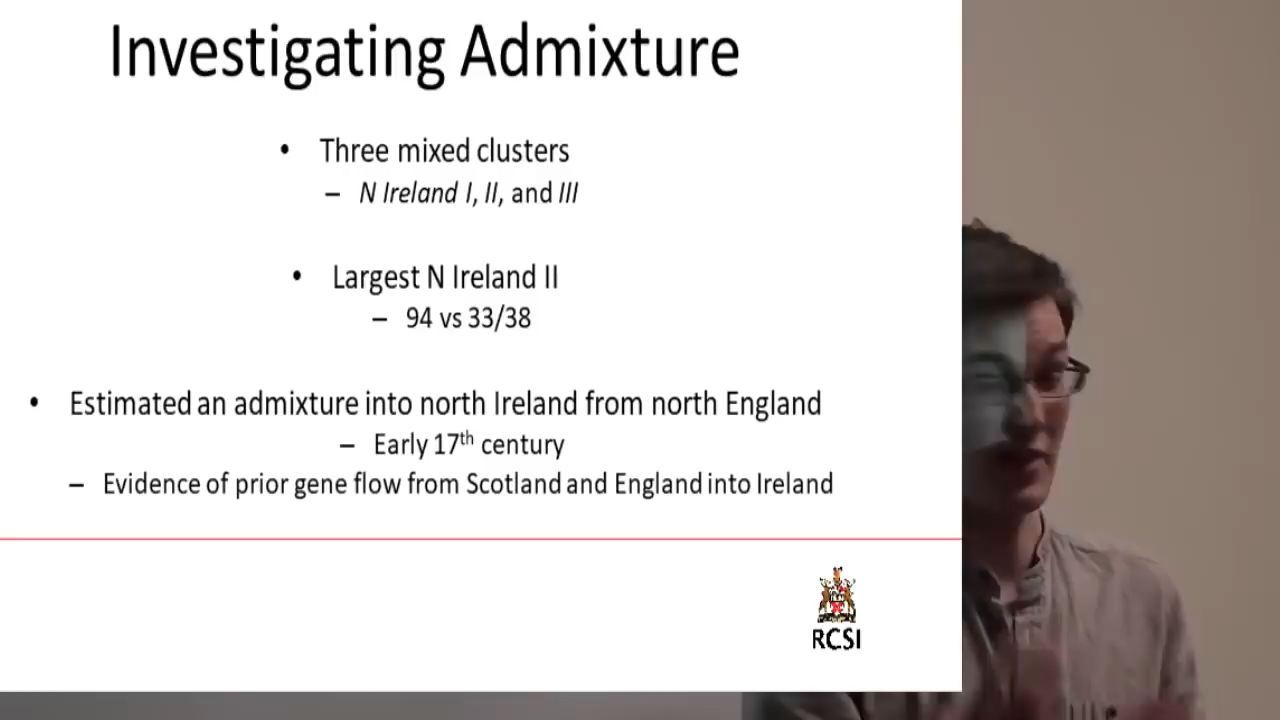 Investigating Admixture
• Three mixed clusters
– N Ireland I, II, and III
• Largest N Ireland II
– 94 vs 33/38
• Estimated an admixture into north Ireland from north England
– Early 17th century
– Evidence of prior gene flow from Scotland and England into Ireland
RCSI